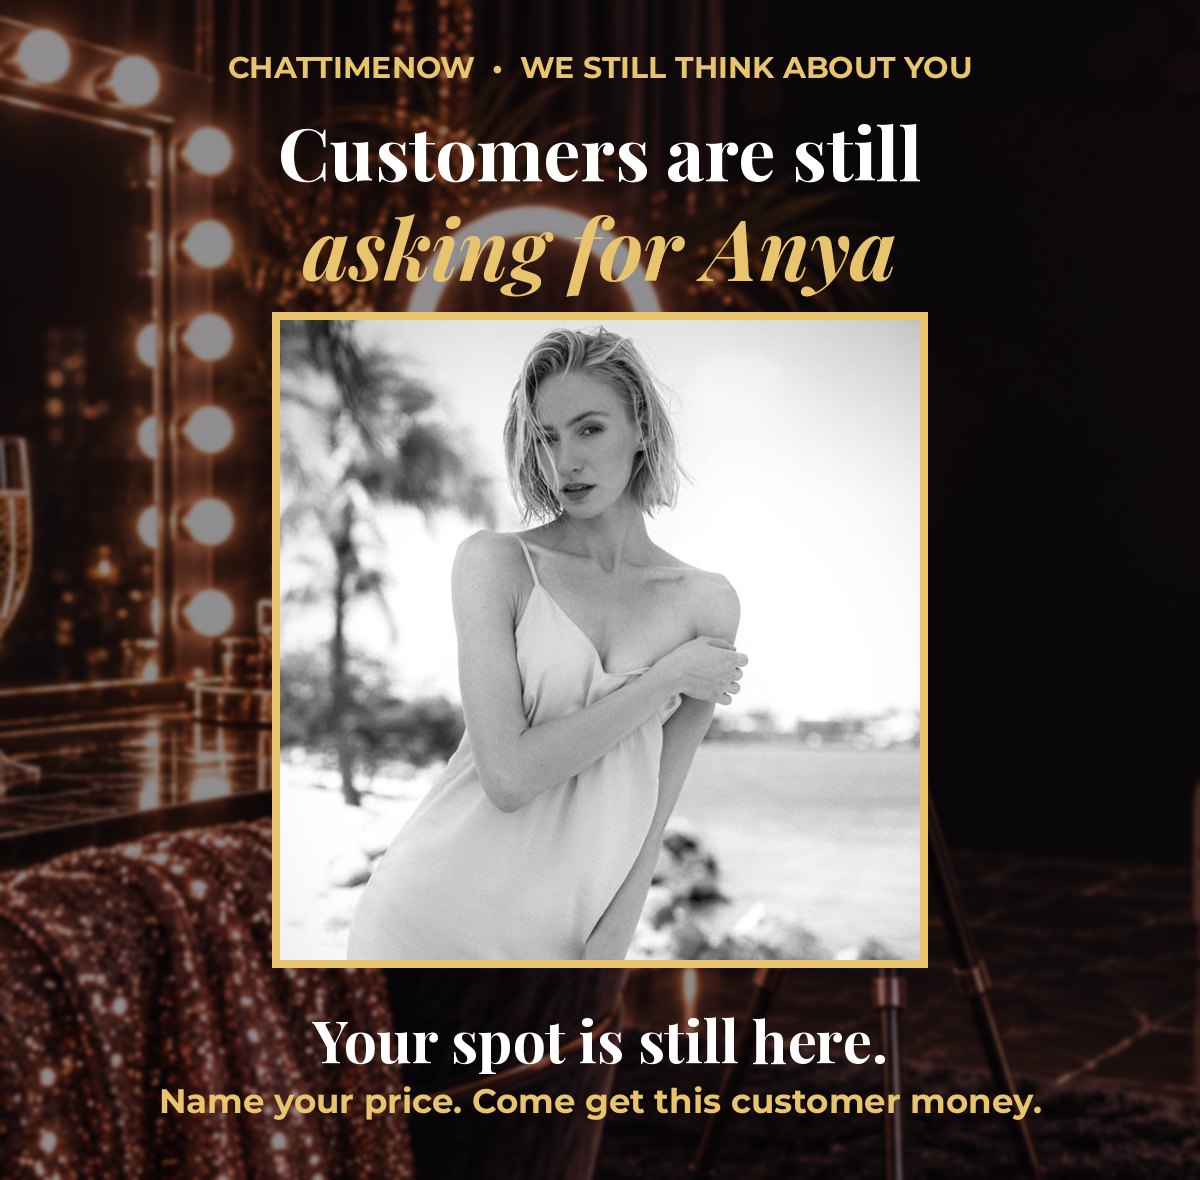 CHATTIMENOW • WE STILL THINK ABOUT YOU
Customers are still
asking for Anya
Your spot is still here.
Name your price. Come get this customer money.